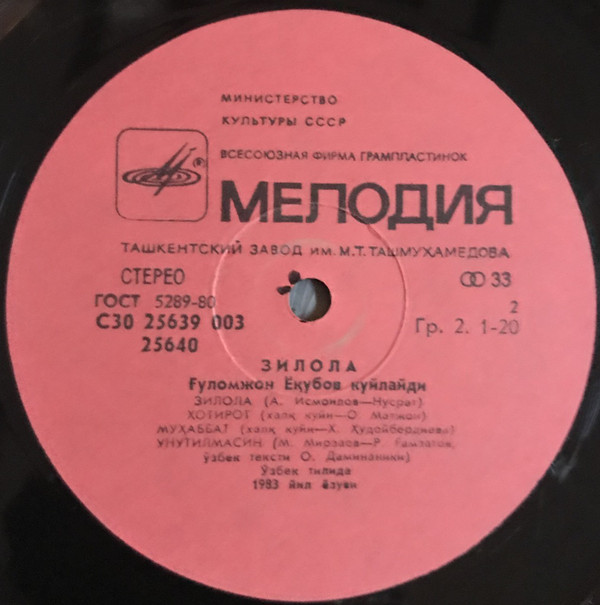 МИНИСТЕРСТВО
КУЛЬТУРЫ СССР
ВСЕСОЮЗНАЯ ФИРМА ГРАМПЛАСТИНОК
®
МЕЛОДИЯ
ТАШКЕНТСКИЙ ЗАВОД ИМ. М.Т. ТАШМУХАМЕДОВА
СТЕРЕО
33
ГОСТ 5289-80
2
С30 25639 003
Гр. 2. 1-20
25640
ЗИЛОЛА
Ғуломжон Ёқубов куйлайди
ЗИЛОЛА (А. Исмоилов—Нусрат)
ХОТИРОТ (халқ куйи—О. Матжон)
МУҲАББАТ (халқ куйи—Х. Худойбердиева)
УНУТИЛМАСИН (М. Мирзаев—Р. Ғамзатов,
ўзбек тексти О. Даминаники)
Ўзбек тилида
1983 йил ёзуви